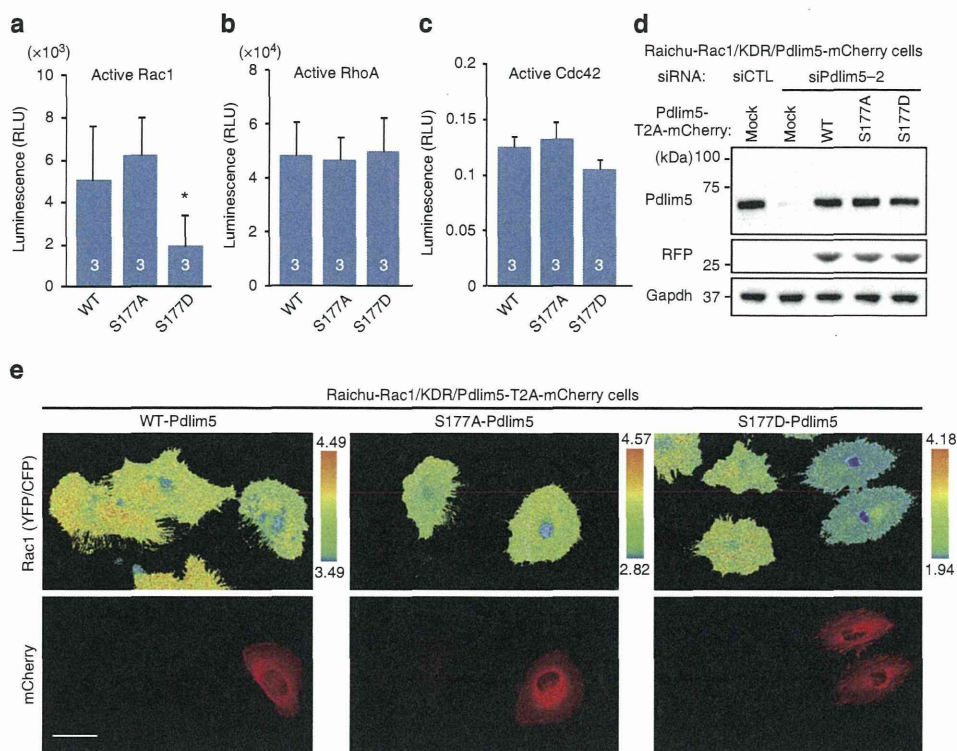 a
(×10³)
Active Rac1
Luminescence (RLU)
10
8
6
4
2
0
*
3 3 3
WT S177A S177D
b
(×10⁴)
Active RhoA
Luminescence (RLU)
8
6
4
2
0
3 3 3
WT S177A S177D
c
Active Cdc42
Luminescence (RLU)
0.2
0.15
0.1
0.05
0
3 3 3
WT S177A S177D
d
Raichu-Rac1/KDR/Pdlim5-mCherry cells
siRNA: siCTL siPdlim5–2
Pdlim5-
T2A-mCherry: Mock Mock WT S177A S177D
(kDa) 100
75
Pdlim5
RFP 25
Gapdh 37
e
Raichu-Rac1/KDR/Pdlim5-T2A-mCherry cells
WT-Pdlim5 S177A-Pdlim5 S177D-Pdlim5
Rac1 (YFP/CFP)
4.49 4.57 4.18
3.49 2.82 1.94
mCherry